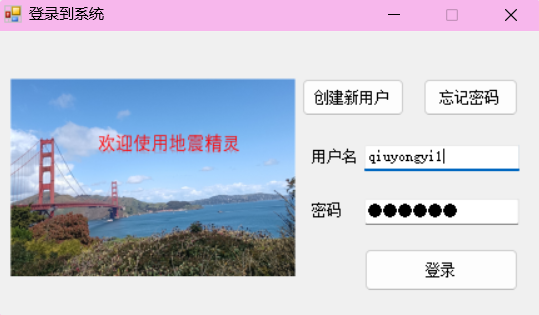 登录到系统
创建新用户
忘记密码
欢迎使用地震精灵
用户名
qiuyongyi1
密码
●●●●●●
登录